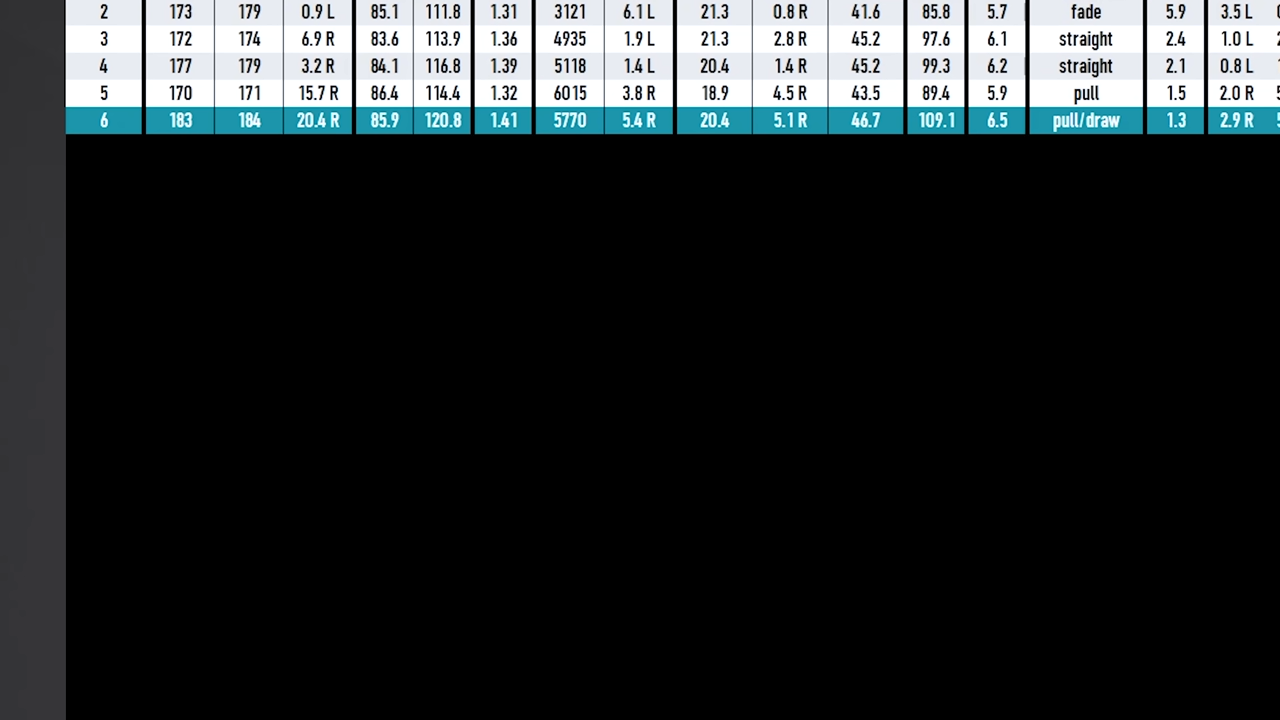 2 173 179 0.9 L 85.1 111.8 1.31 3121 6.1 L 21.3 0.8 R 41.6 85.8 5.7 fade 5.9 3.5 L
3 172 174 6.9 R 83.6 113.9 1.36 4935 1.9 L 21.3 2.8 R 45.2 97.6 6.1 straight 2.4 1.0 L
4 177 179 3.2 R 84.1 116.8 1.39 5118 1.4 L 20.4 1.4 R 45.2 99.3 6.2 straight 2.1 0.8 L
5 170 171 15.7 R 86.4 114.4 1.32 6015 3.8 R 18.9 4.5 R 43.5 89.4 5.9 pull 1.5 2.0 R
6 183 184 20.4 R 85.9 120.8 1.41 5770 5.4 R 20.4 5.1 R 46.7 109.1 6.5 pull/draw 1.3 2.9 R